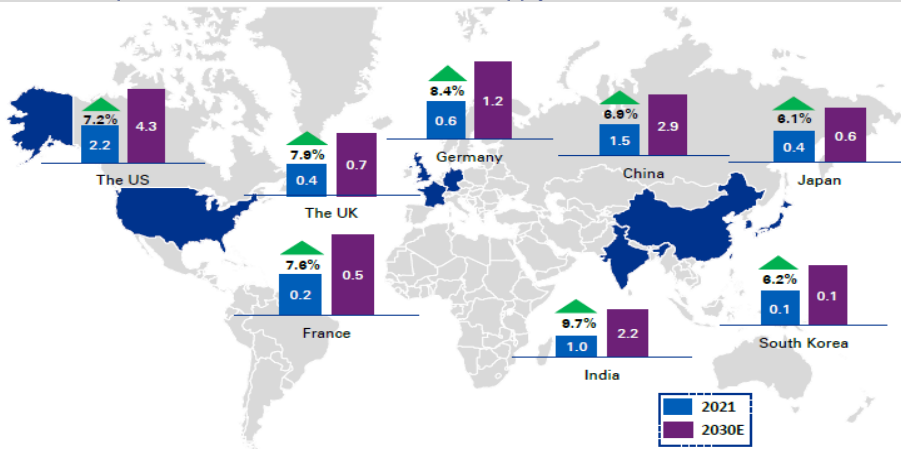 7.2%
2.2
4.3
The US
7.9%
0.4
0.7
The UK
8.4%
0.6
1.2
Germany
6.9%
1.5
2.9
China
6.1%
0.4
0.6
Japan
7.6%
0.2
0.5
France
9.7%
1.0
2.2
India
6.2%
0.1
0.1
South Korea
2021
2030E